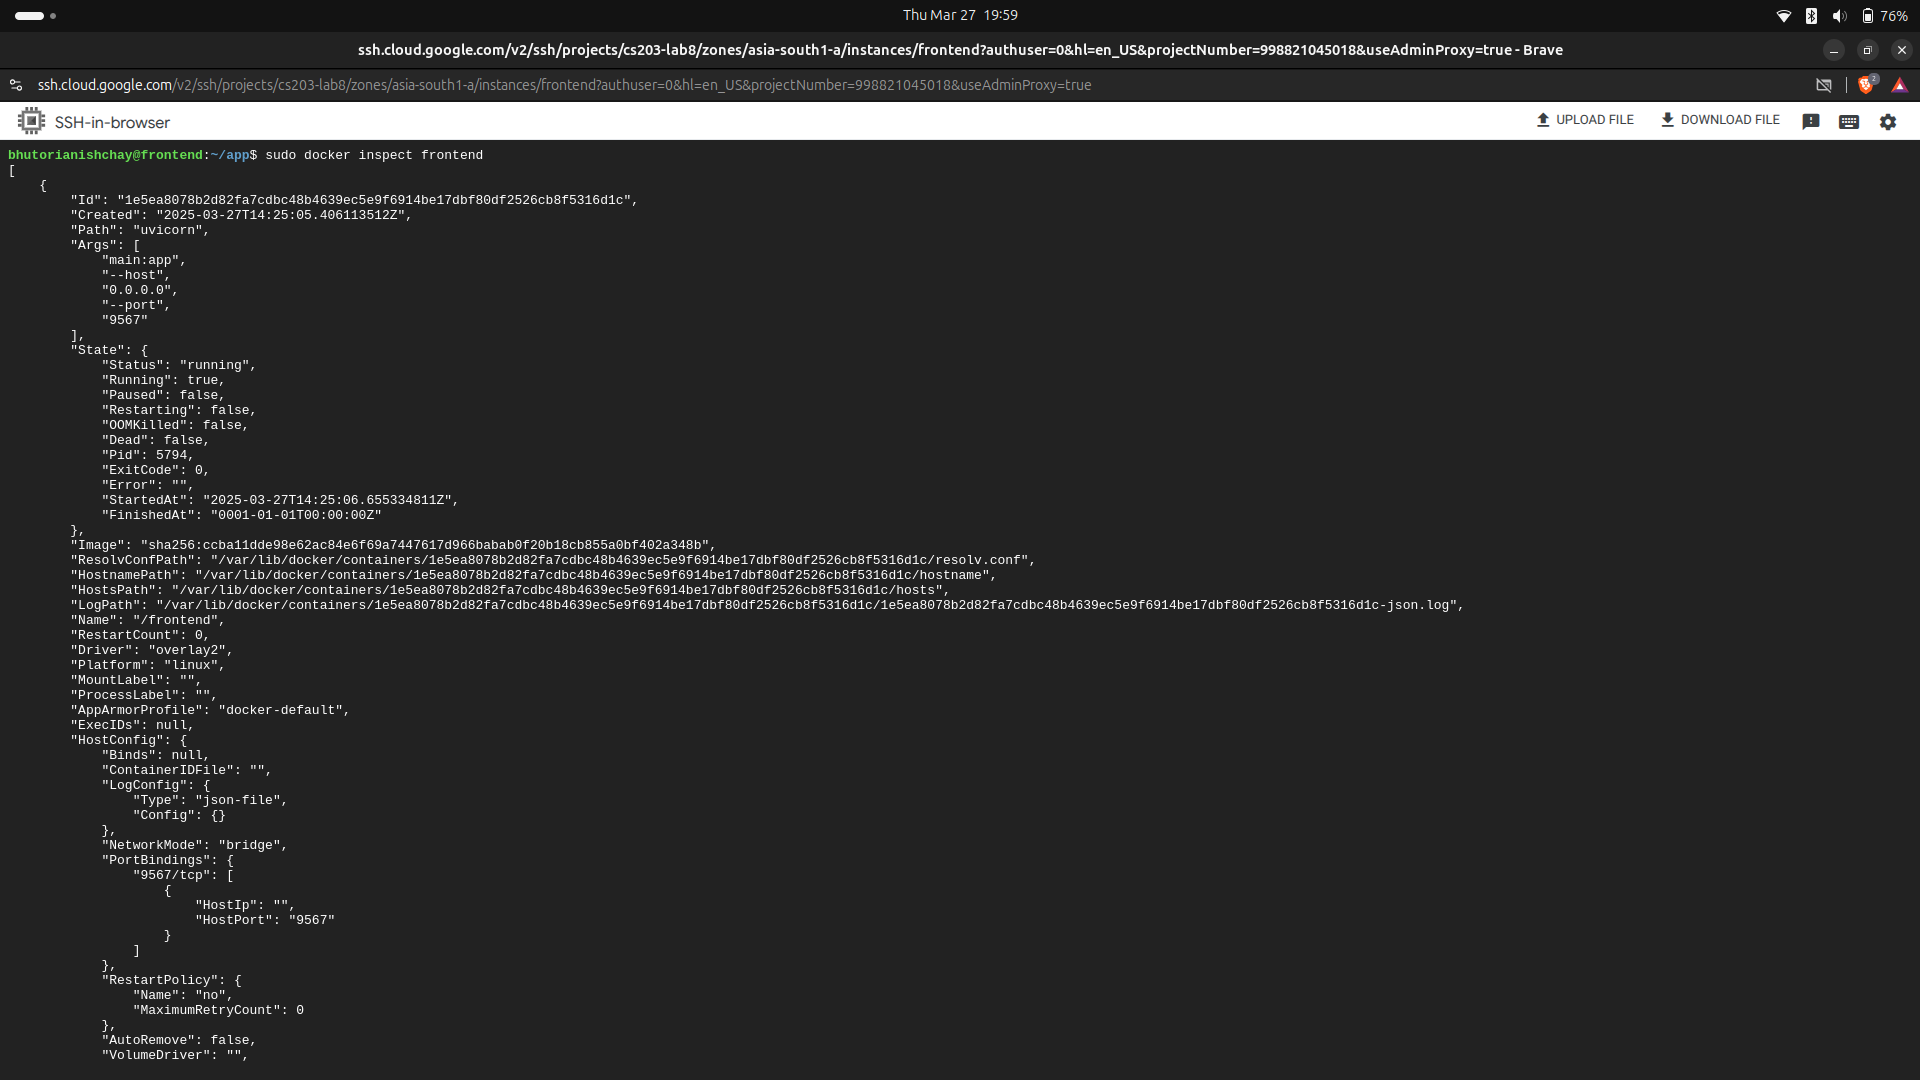 Thu Mar 27  19:59
76%
ssh.cloud.google.com/v2/ssh/projects/cs203-lab8/zones/asia-south1-a/instances/frontend?authuser=0&hl=en_US&projectNumber=998821045018&useAdminProxy=true - Brave
ssh.cloud.google.com/v2/ssh/projects/cs203-lab8/zones/asia-south1-a/instances/frontend?authuser=0&hl=en_US&projectNumber=998821045018&useAdminProxy=true
2
SSH-in-browser
UPLOAD FILE
DOWNLOAD FILE
bhutorianishchay@frontend:~/app$ sudo docker inspect frontend
[
    {
        "Id": "1e5ea8078b2d82fa7cdbc48b4639ec5e9f6914be17dbf80df2526cb8f5316d1c",
        "Created": "2025-03-27T14:25:05.406113512Z",
        "Path": "uvicorn",
        "Args": [
            "main:app",
            "--host",
            "0.0.0.0",
            "--port",
            "9567"
        ],
        "State": {
            "Status": "running",
            "Running": true,
            "Paused": false,
            "Restarting": false,
            "OOMKilled": false,
            "Dead": false,
            "Pid": 5794,
            "ExitCode": 0,
            "Error": "",
            "StartedAt": "2025-03-27T14:25:06.655334811Z",
            "FinishedAt": "0001-01-01T00:00:00Z"
        },
        "Image": "sha256:ccba11dde98e62ac84e6f69a7447617d966babab0f20b18cb855a0bf402a348b",
        "ResolvConfPath": "/var/lib/docker/containers/1e5ea8078b2d82fa7cdbc48b4639ec5e9f6914be17dbf80df2526cb8f5316d1c/resolv.conf",
        "HostnamePath": "/var/lib/docker/containers/1e5ea8078b2d82fa7cdbc48b4639ec5e9f6914be17dbf80df2526cb8f5316d1c/hostname",
        "HostsPath": "/var/lib/docker/containers/1e5ea8078b2d82fa7cdbc48b4639ec5e9f6914be17dbf80df2526cb8f5316d1c/hosts",
        "LogPath": "/var/lib/docker/containers/1e5ea8078b2d82fa7cdbc48b4639ec5e9f6914be17dbf80df2526cb8f5316d1c/1e5ea8078b2d82fa7cdbc48b4639ec5e9f6914be17dbf80df2526cb8f5316d1c-json.log",
        "Name": "/frontend",
        "RestartCount": 0,
        "Driver": "overlay2",
        "Platform": "linux",
        "MountLabel": "",
        "ProcessLabel": "",
        "AppArmorProfile": "docker-default",
        "ExecIDs": null,
        "HostConfig": {
            "Binds": null,
            "ContainerIDFile": "",
            "LogConfig": {
                "Type": "json-file",
                "Config": {}
            },
            "NetworkMode": "bridge",
            "PortBindings": {
                "9567/tcp": [
                    {
                        "HostIp": "",
                        "HostPort": "9567"
                    }
                ]
            },
            "RestartPolicy": {
                "Name": "no",
                "MaximumRetryCount": 0
            },
            "AutoRemove": false,
            "VolumeDriver": "",